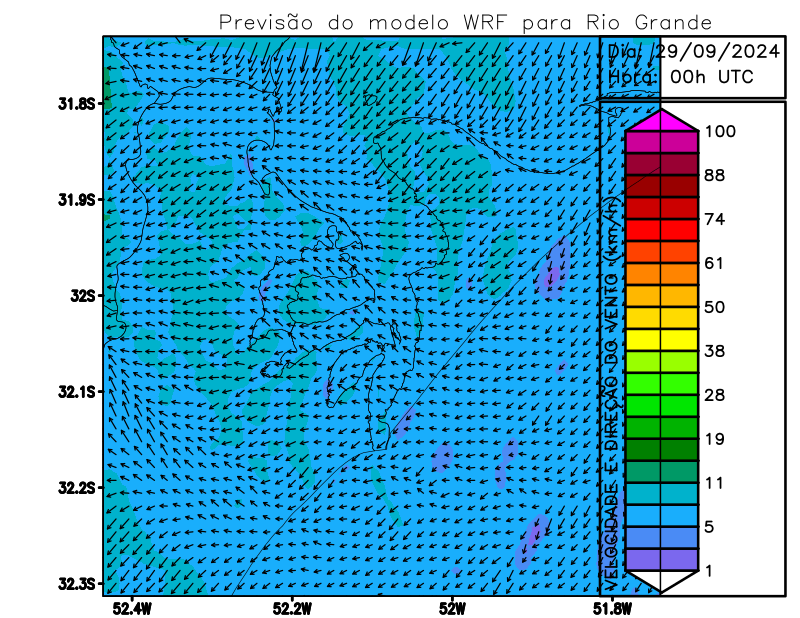 Previsão do modelo WRF para Rio Grande
Dia: 29/09/2024
Hora: 00h UTC
VELOCIDADE E DIREÇÃO DO VENTO (km/h)
100
88
74
61
50
38
28
19
11
5
1
31.8S
31.9S
32S
32.1S
32.2S
32.3S
52.4W
52.2W
52W
51.8W